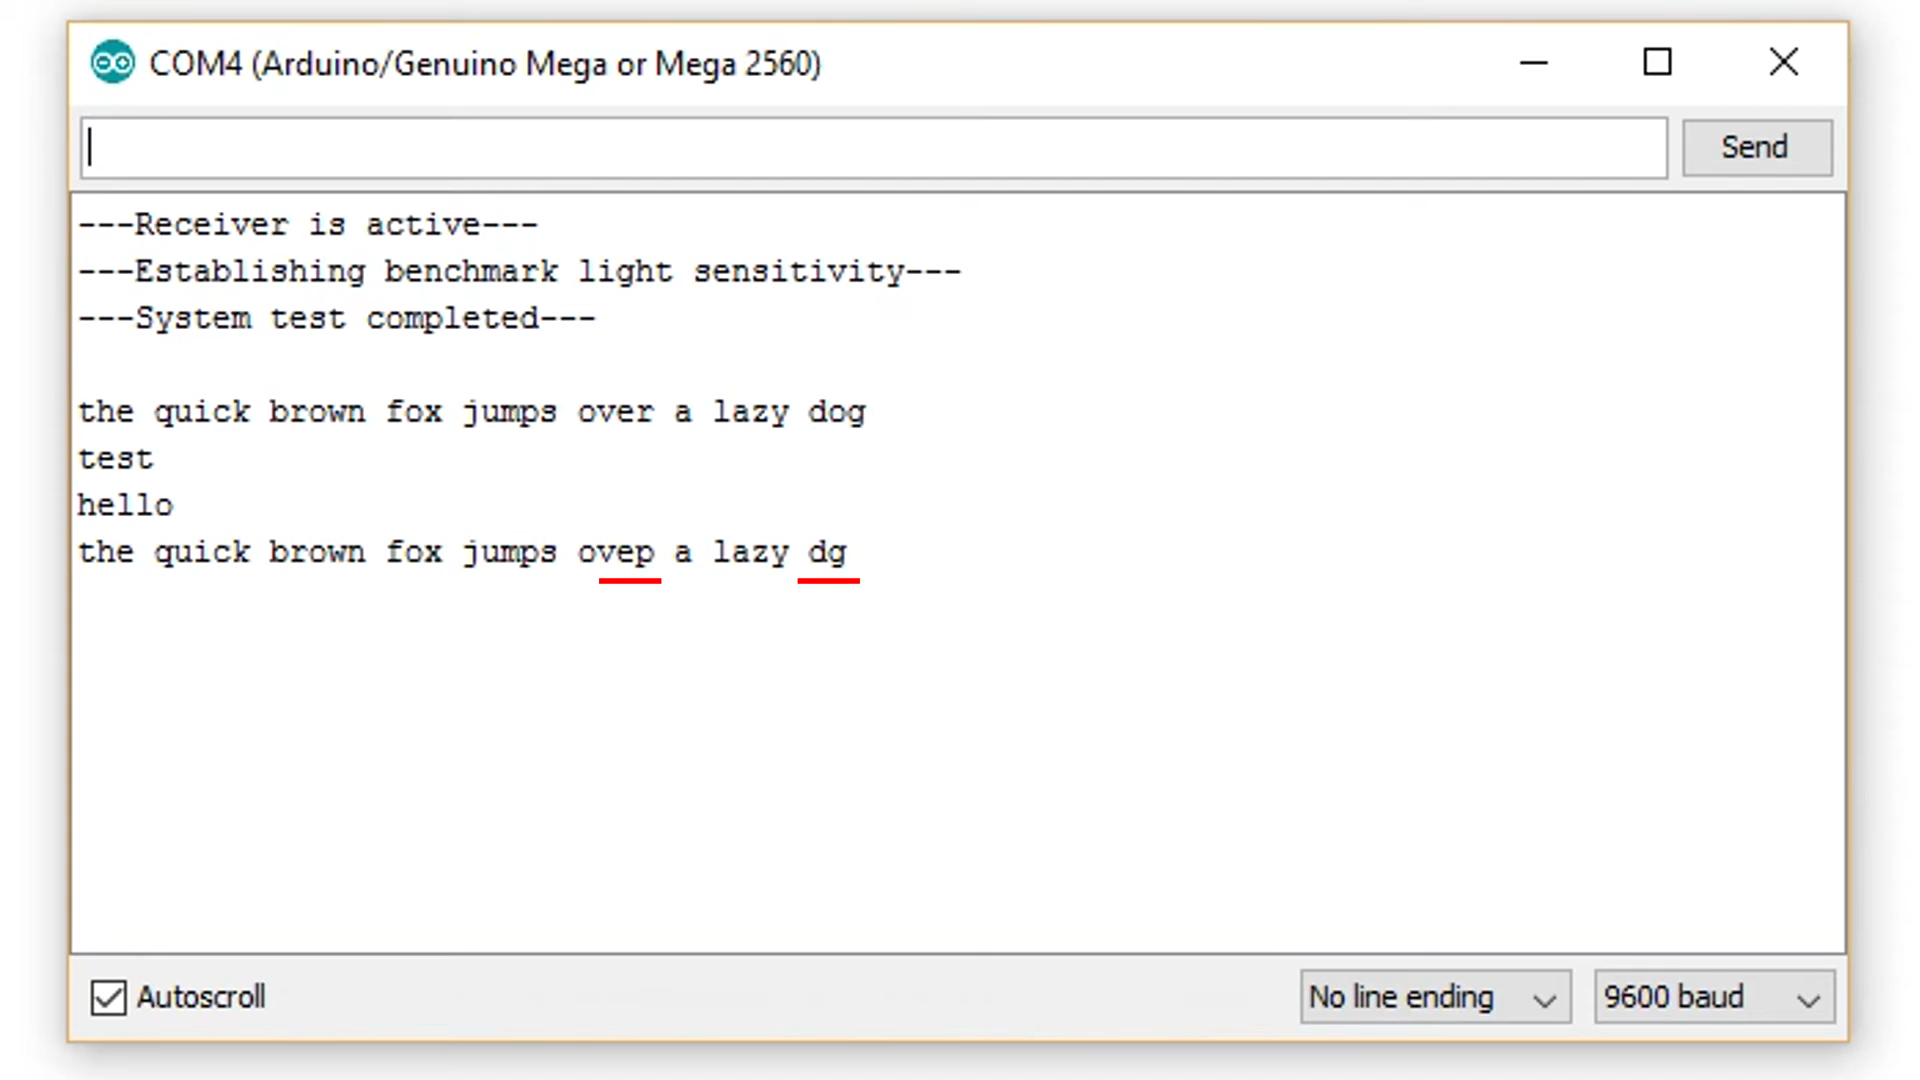 COM4 (Arduino/Genuino Mega or Mega 2560)
Send
---Receiver is active---
---Establishing benchmark light sensitivity---
---System test completed---
the quick brown fox jumps over a lazy dog
test
hello
the quick brown fox jumps ovep a lazy dg
Autoscroll
No line ending
9600 baud